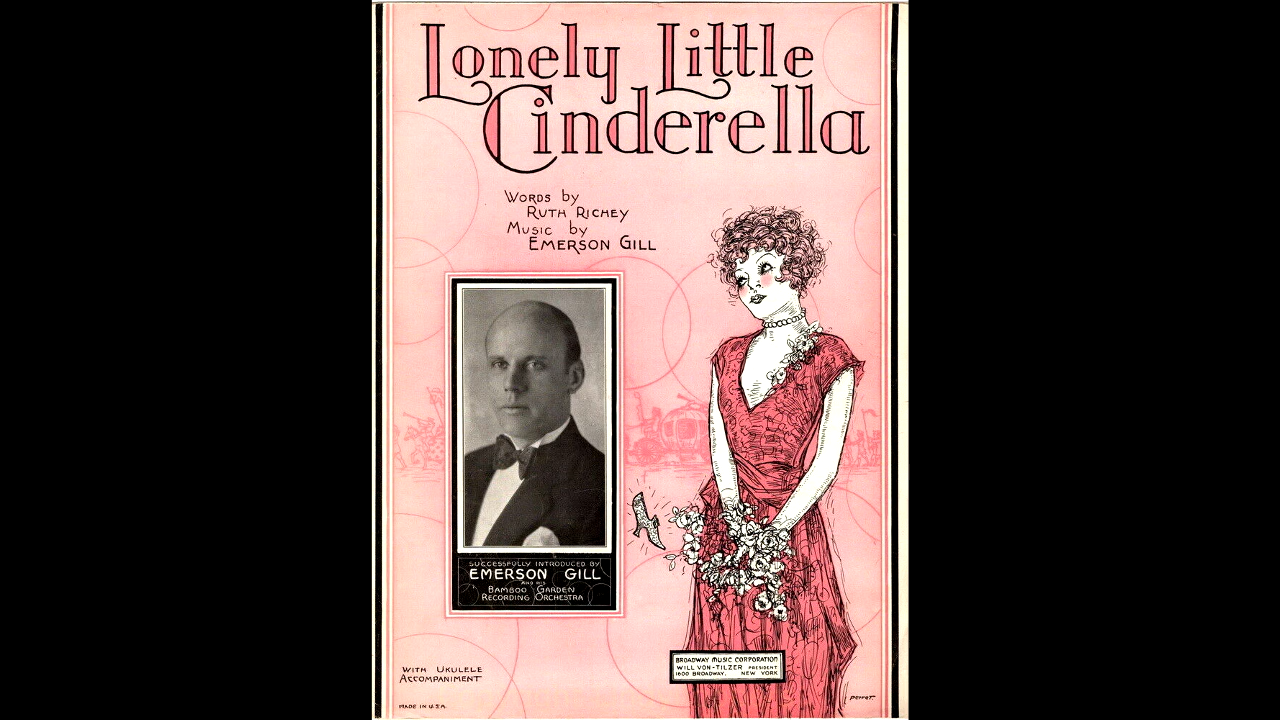 Lonely Little
Cinderella
WORDS by
RUTH RICHEY
MUSIC by
EMERSON GILL
SUCCESSFULLY INTRODUCED BY
EMERSON GILL
AND HIS
BAMBOO GARDEN
RECORDING ORCHESTRA
WITH UKULELE
ACCOMPANIMENT
MADE IN U.S.A.
BROADWAY MUSIC CORPORATION
WILL VON-TILZER PRESIDENT
1600 BROADWAY, NEW YORK
PERRET